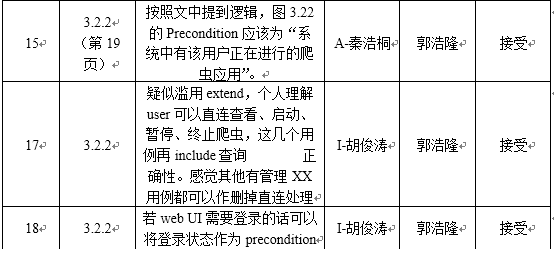 按照文中提到逻辑，图 3.22
15 3.2.2 的 Precondition 应该为“系 A-秦浩桐 郭浩隆 接受
（第 19 统中有该用户正在进行的爬
页） 虫应用”。
疑似滥用 extend，个人理解
user 可以直连查看、启动、
暂停、终止爬虫，这几个用
17 3.2.2 例再 include 查询 正 I-胡俊涛 郭浩隆 接受
确性。感觉其他有管理 XX
用例都可以作删掉直连处理
18 3.2.2 若 web UI 需要登录的话可以 I-胡俊涛 郭浩隆 接受
将登录状态作为 precondition